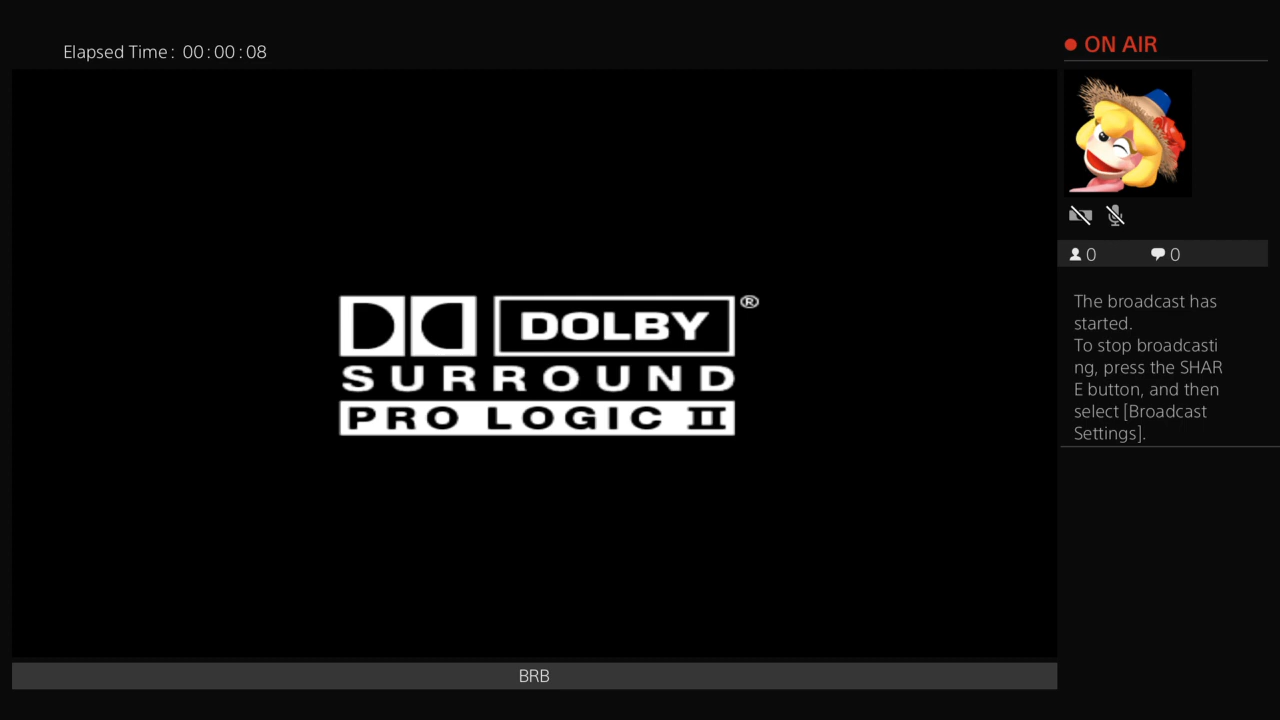 Elapsed Time: 00:00:08
ON AIR
0 0
The broadcast has
started.
To stop broadcasti
ng, press the SHAR
E button, and then
select [Broadcast
Settings].
DOLBY®
SURROUND
PRO LOGIC II
BRB